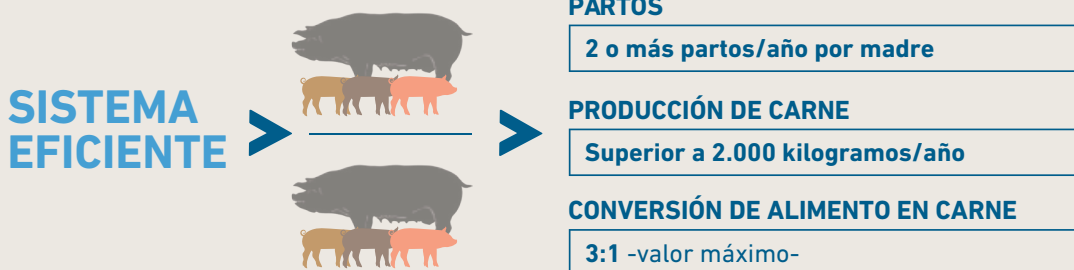 SISTEMA
EFICIENTE
>
>
PARTOS
2 o más partos/año por madre
PRODUCCIÓN DE CARNE
Superior a 2.000 kilogramos/año
CONVERSIÓN DE ALIMENTO EN CARNE
3:1 -valor máximo-